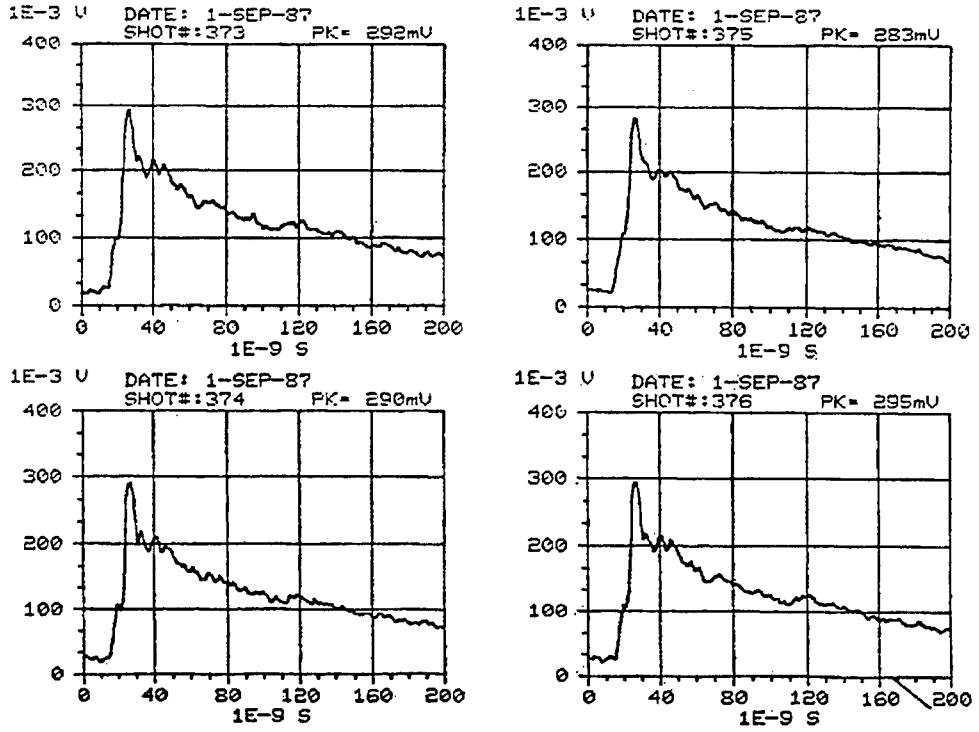 1E-3 V DATE: 1-SEP-87
SHOT#:373 PK= 292mV
400
300
200
100
0
0 40 80 120 160 200
1E-9 S
1E-3 V DATE: 1-SEP-87
SHOT#:375 PK= 283mV
400
300
200
100
0
0 40 80 120 160 200
1E-9 S
1E-3 V DATE: 1-SEP-87
SHOT#:374 PK= 290mV
400
300
200
100
0
0 40 80 120 160 200
1E-9 S
1E-3 V DATE: 1-SEP-87
SHOT#:376 PK= 295mV
400
300
200
100
0
0 40 80 120 160 200
1E-9 S